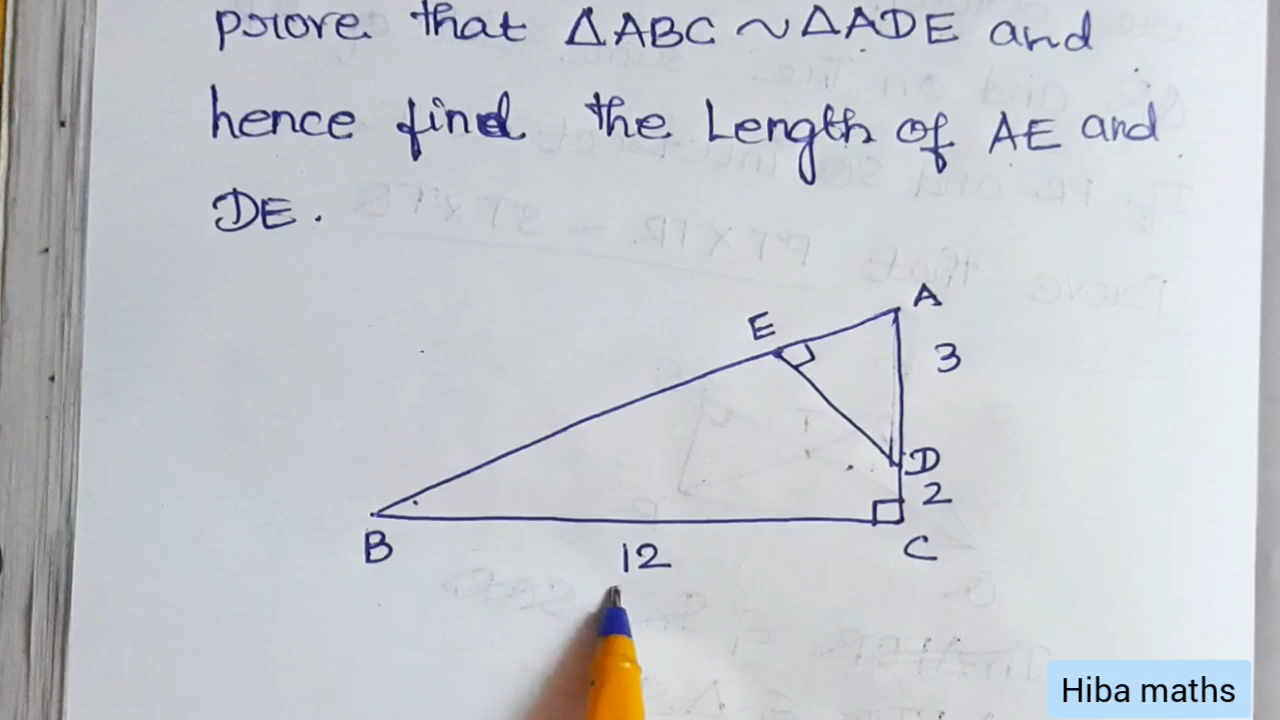 prove that ΔABC ~ ΔADE and
hence find the Length of AE and
DE.
A
E
3
D
2
B
12
C
Hiba maths